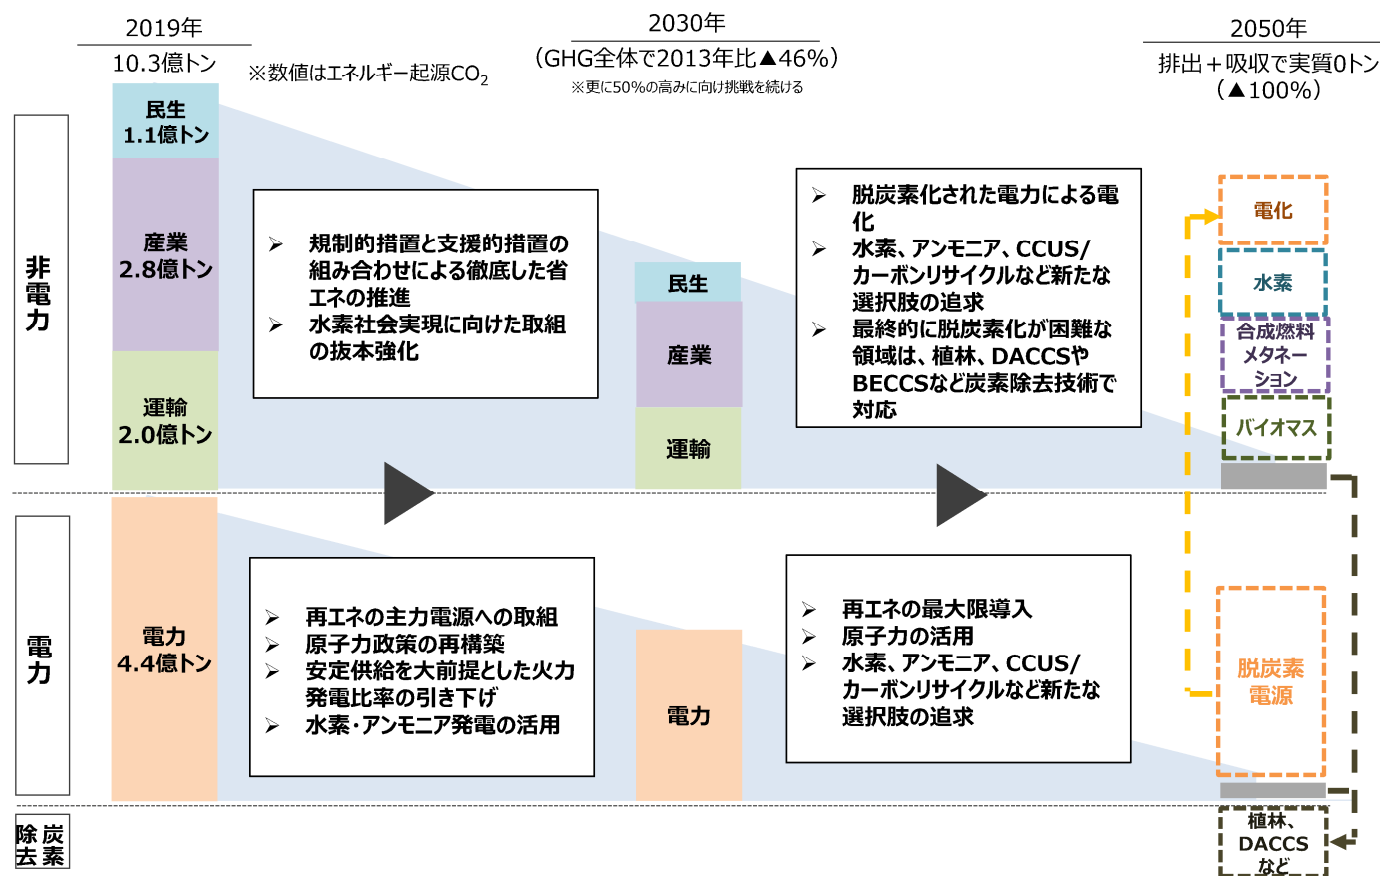 2019年
10.3億トン
※数値はエネルギー起源CO2
2030年
(GHG全体で2013年比▲46%)
※更に50%の高みに向け挑戦を続ける
2050年
排出+吸収で実質0トン
(▲100%)
非電力
民生
1.1億トン
産業
2.8億トン
運輸
2.0億トン
➢ 規制的措置と支援的措置の
組み合わせによる徹底した省
エネの推進
➢ 水素社会実現に向けた取組
の抜本強化
民生
産業
運輸
➢ 脱炭素化された電力による電
化
➢ 水素、アンモニア、CCUS/
カーボンリサイクルなど新たな
選択肢の追求
➢ 最終的に脱炭素化が困難な
領域は、植林、DACCSや
BECCSなど炭素除去技術で
対応
電化
水素
合成燃料
メタネー
ション
バイオマス
電力
電力
4.4億トン
➢ 再エネの主力電源への取組
➢ 原子力政策の再構築
➢ 安定供給を大前提とした火力
発電比率の引き下げ
➢ 水素・アンモニア発電の活用
電力
➢ 再エネの最大限導入
➢ 原子力の活用
➢ 水素、アンモニア、CCUS/
カーボンリサイクルなど新たな
選択肢の追求
脱炭素
電源
炭素除去
植林、
DACCS
など